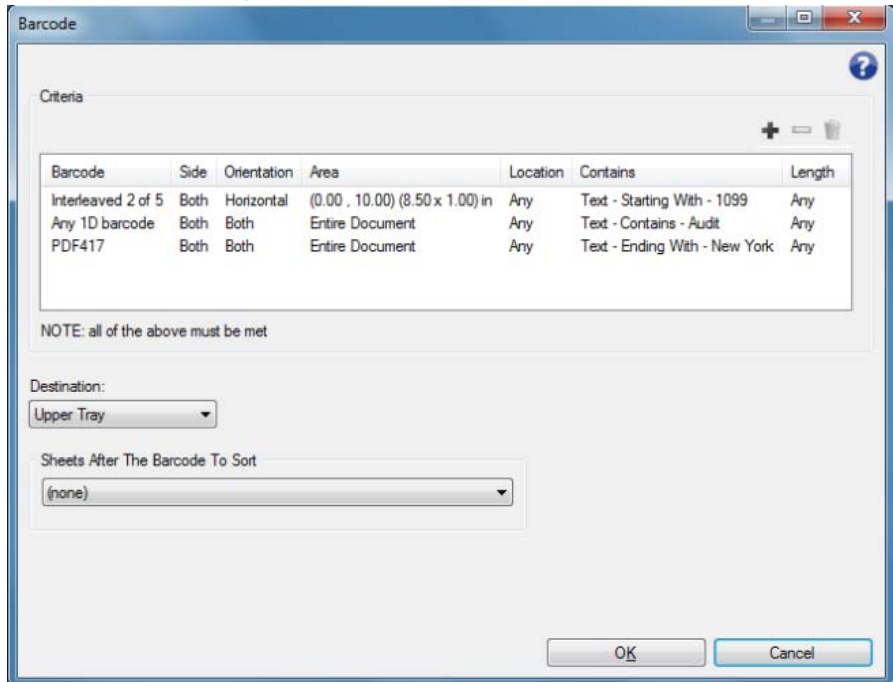 Barcode
Criteria
Barcode Side Orientation Area Location Contains Length
Interleaved 2 of 5 Both Horizontal (0.00 , 10.00) (8.50 x 1.00) in Any Text - Starting With - 1099 Any
Any 1D barcode Both Both Entire Document Any Text - Contains - Audit Any
PDF417 Both Both Entire Document Any Text - Ending With - New York Any
NOTE: all of the above must be met
Destination:
Upper Tray
Sheets After The Barcode To Sort
(none)
OK Cancel